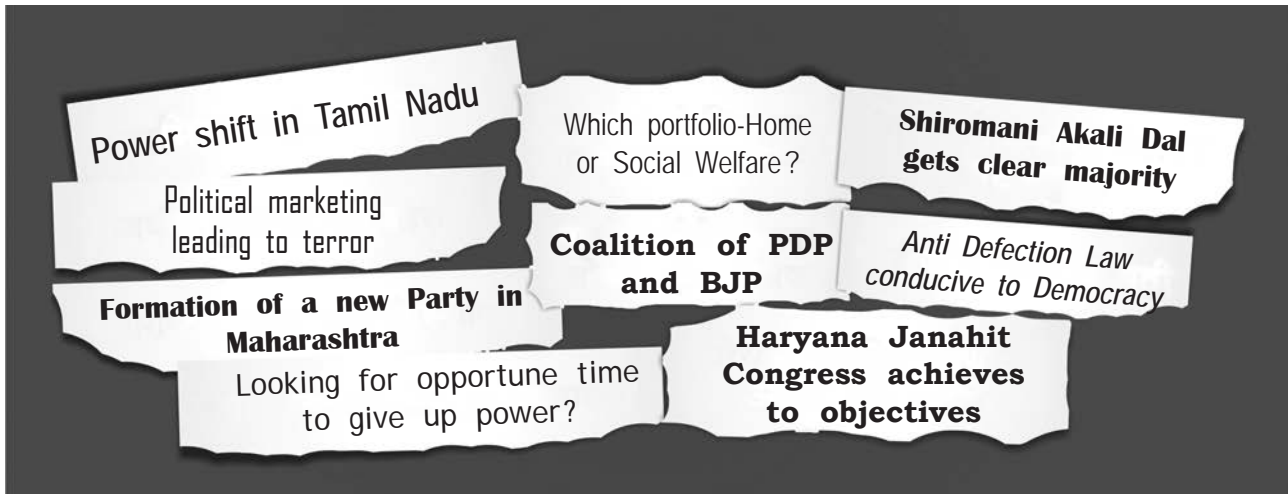 Power shift in Tamil Nadu
Which portfolio-Home
or Social Welfare?
Shiromani Akali Dal
gets clear majority
Political marketing
leading to terror
Coalition of PDP
and BJP
Anti Defection Law
conducive to Democracy
Formation of a new Party in
Maharashtra
Haryana Janahit
Congress achieves
to objectives
Looking for opportune time
to give up power?